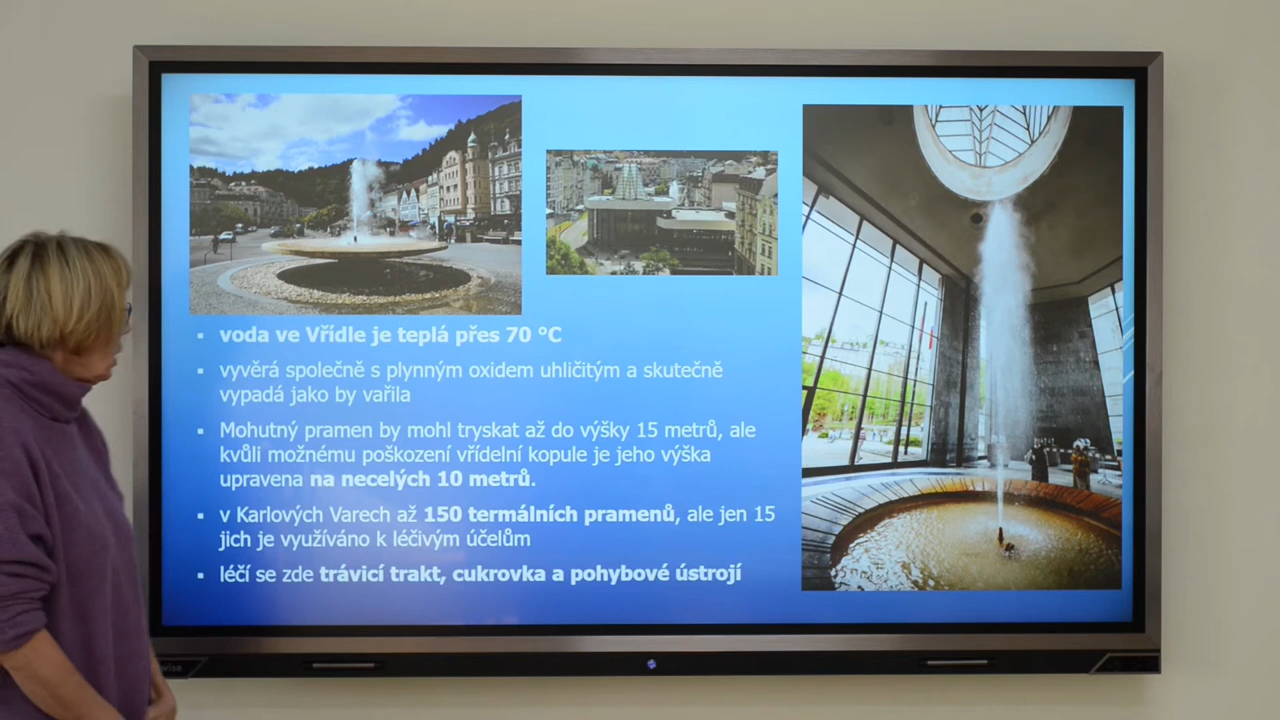 ▪ voda ve Vřídle je teplá přes 70 °C
▪ vyvěrá společně s plynným oxidem uhličitým a skutečně
vypadá jako by vařila
▪ Mohutný pramen by mohl tryskat až do výšky 15 metrů, ale
kvůli možnému poškození vřídelní kopule je jeho výška
upravena na necelých 10 metrů.
▪ v Karlových Varech až 150 termálních pramenů, ale jen 15
jich je využíváno k léčivým účelům
▪ léčí se zde trávicí trakt, cukrovka a pohybové ústrojí